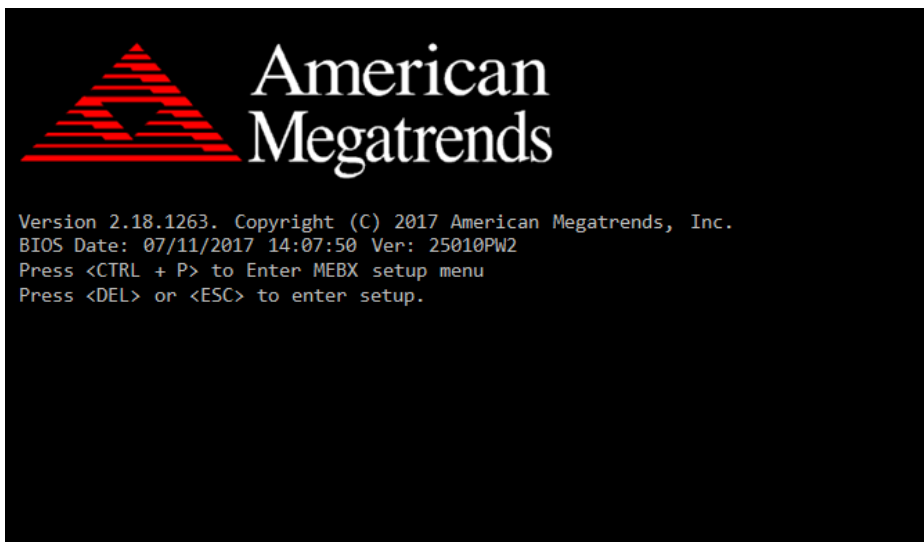 American
Megatrends
Version 2.18.1263. Copyright (C) 2017 American Megatrends, Inc.
BIOS Date: 07/11/2017 14:07:50 Ver: 25010PW2
Press <CTRL + P> to Enter MEBX setup menu
Press <DEL> or <ESC> to enter setup.